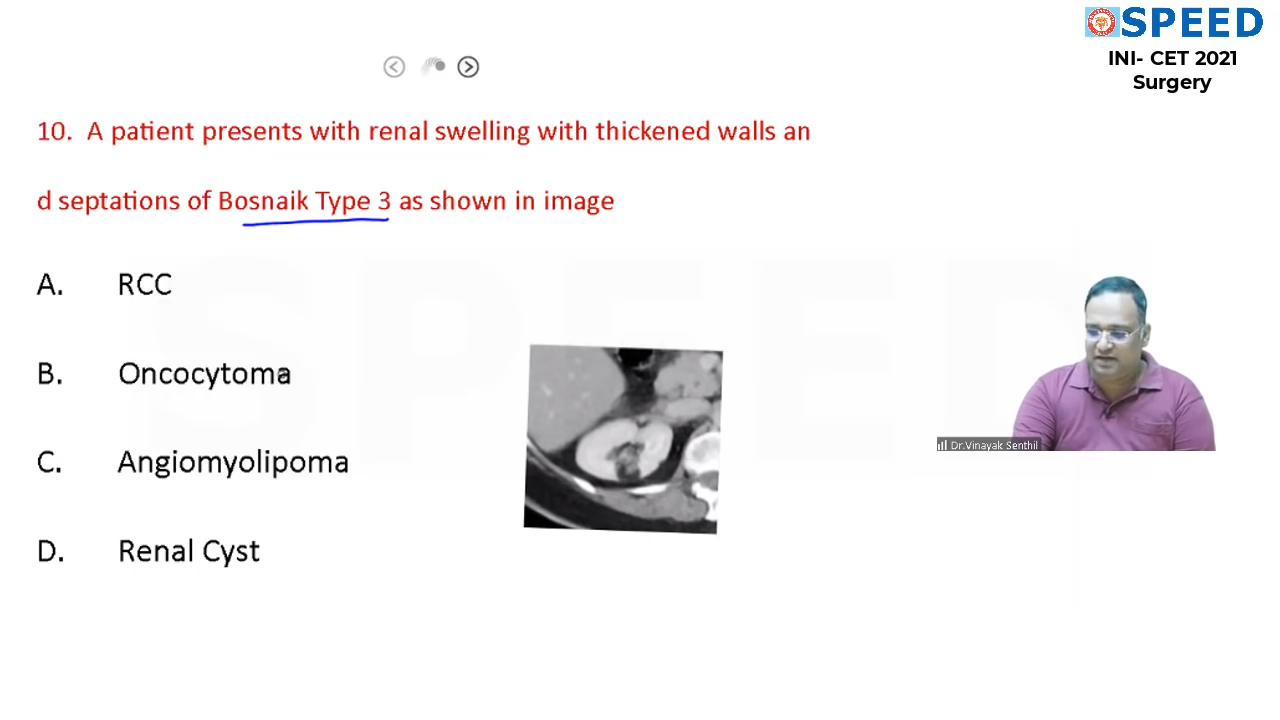 SPEED
INI- CET 2021
Surgery
10. A patient presents with renal swelling with thickened walls an
d septations of Bosnaik Type 3 as shown in image
A. RCC
B. Oncocytoma
C. Angiomyolipoma
D. Renal Cyst
Dr.Vinayak Senthil
SPEED